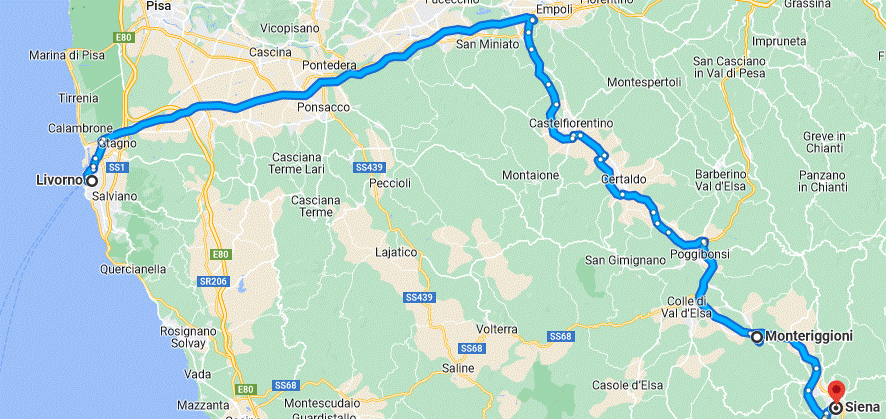 Pisa
Vicopisano
Fucecchio
Empoli
Fiorentino
Grassina
E80
Cascina
San Miniato
Impruneta
Marina di Pisa
Pontedera
San Casciano
in Val di Pesa
Tirrenia
Ponsacco
Montespertoli
Calambrone
Castelfiorentino
Stagno
Greve in
Chianti
SS1
Casciana
Terme Lari
SS439
Peccioli
Montaione
Certaldo
Barberino
Val d'Elsa
Panzano
in Chianti
Livorno
Salviano
Casciana
Terme
E80
Lajatico
San Gimignano
Poggibonsi
Quercianella
SR206
SS439
Colle di
Val d'Elsa
Rosignano
Solvay
Volterra
SS68
Monteriggioni
SS68
Saline
Vada
SS68
Casole d'Elsa
Mazzanta
Montescudaio
Guardistallo
Siena